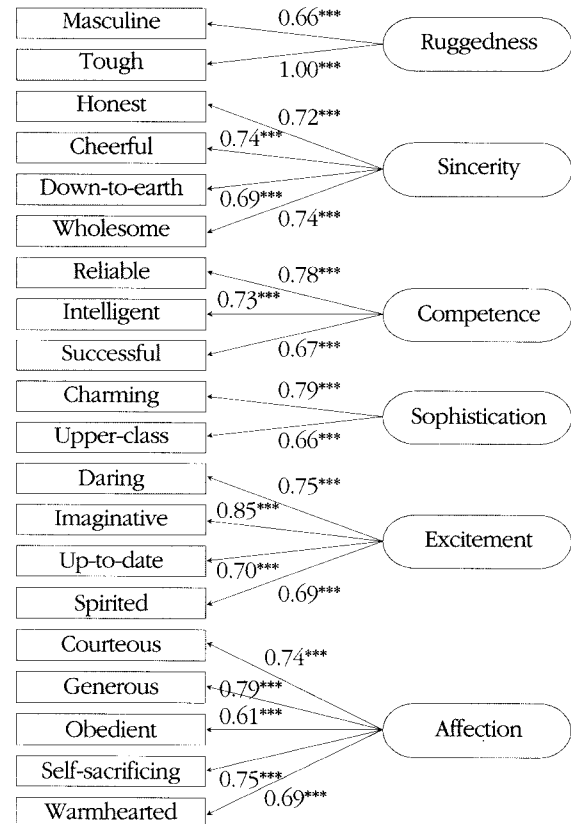 Masculine
0.66***
Ruggedness
Tough
1.00***
Honest
0.72***
Cheerful
0.74***
Sincerity
Down-to-earth
0.69***
Wholesome
0.74***
Reliable
0.78***
Intelligent
0.73***
Competence
Successful
0.67***
Charming
0.79***
Sophistication
Upper-class
0.66***
Daring
0.75***
Imaginative
0.85***
Excitement
Up-to-date
0.70***
Spirited
0.69***
Courteous
0.74***
Generous
0.79***
Obedient
0.61***
Affection
Self-sacrificing
0.75***
Warmhearted
0.69***